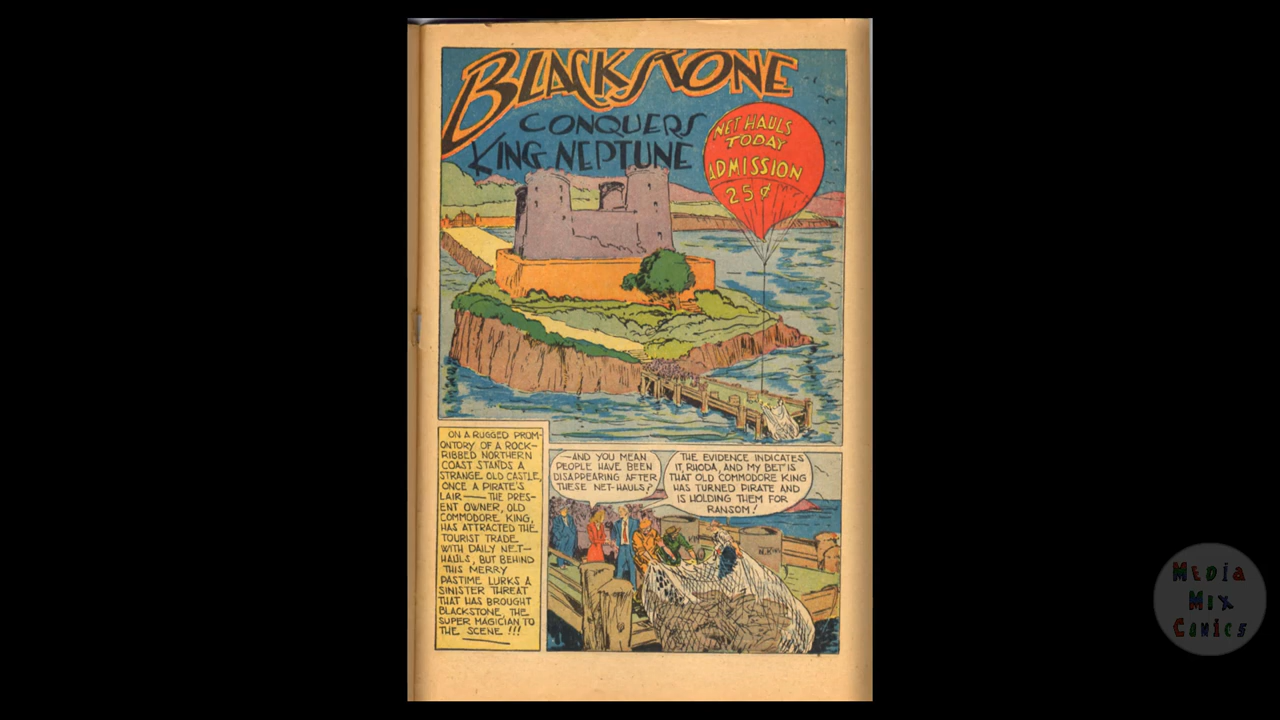 BLACKSTONE
CONQUERS
KING NEPTUNE
NET HAULS
TODAY
ADMISSION
25¢
ON A RUGGED PROM-
ONTORY OF A ROCK-
RIBBED NORTHERN
COAST STANDS A
STRANGE OLD CASTLE,
ONCE A PIRATE'S
LAIR — THE PRES-
ENT OWNER, OLD
COMMODORE KING,
HAS ATTRACTED THE
TOURIST TRADE
WITH DAILY NET-
HAULS, BUT BEHIND
THIS MERRY
PASTIME LURKS A
SINISTER THREAT
THAT HAS BROUGHT
BLACKSTONE, THE
SUPER MAGICIAN TO
THE SCENE!!!
—AND YOU MEAN
PEOPLE HAVE BEEN
DISAPPEARING AFTER
THESE NET-HAULS?
THE EVIDENCE INDICATES
IT, RHODA, AND MY BET IS
THAT OLD COMMODORE KING
HAS TURNED PIRATE AND
IS HOLDING THEM FOR
RANSOM!
MEDIA
MIX
COMICS